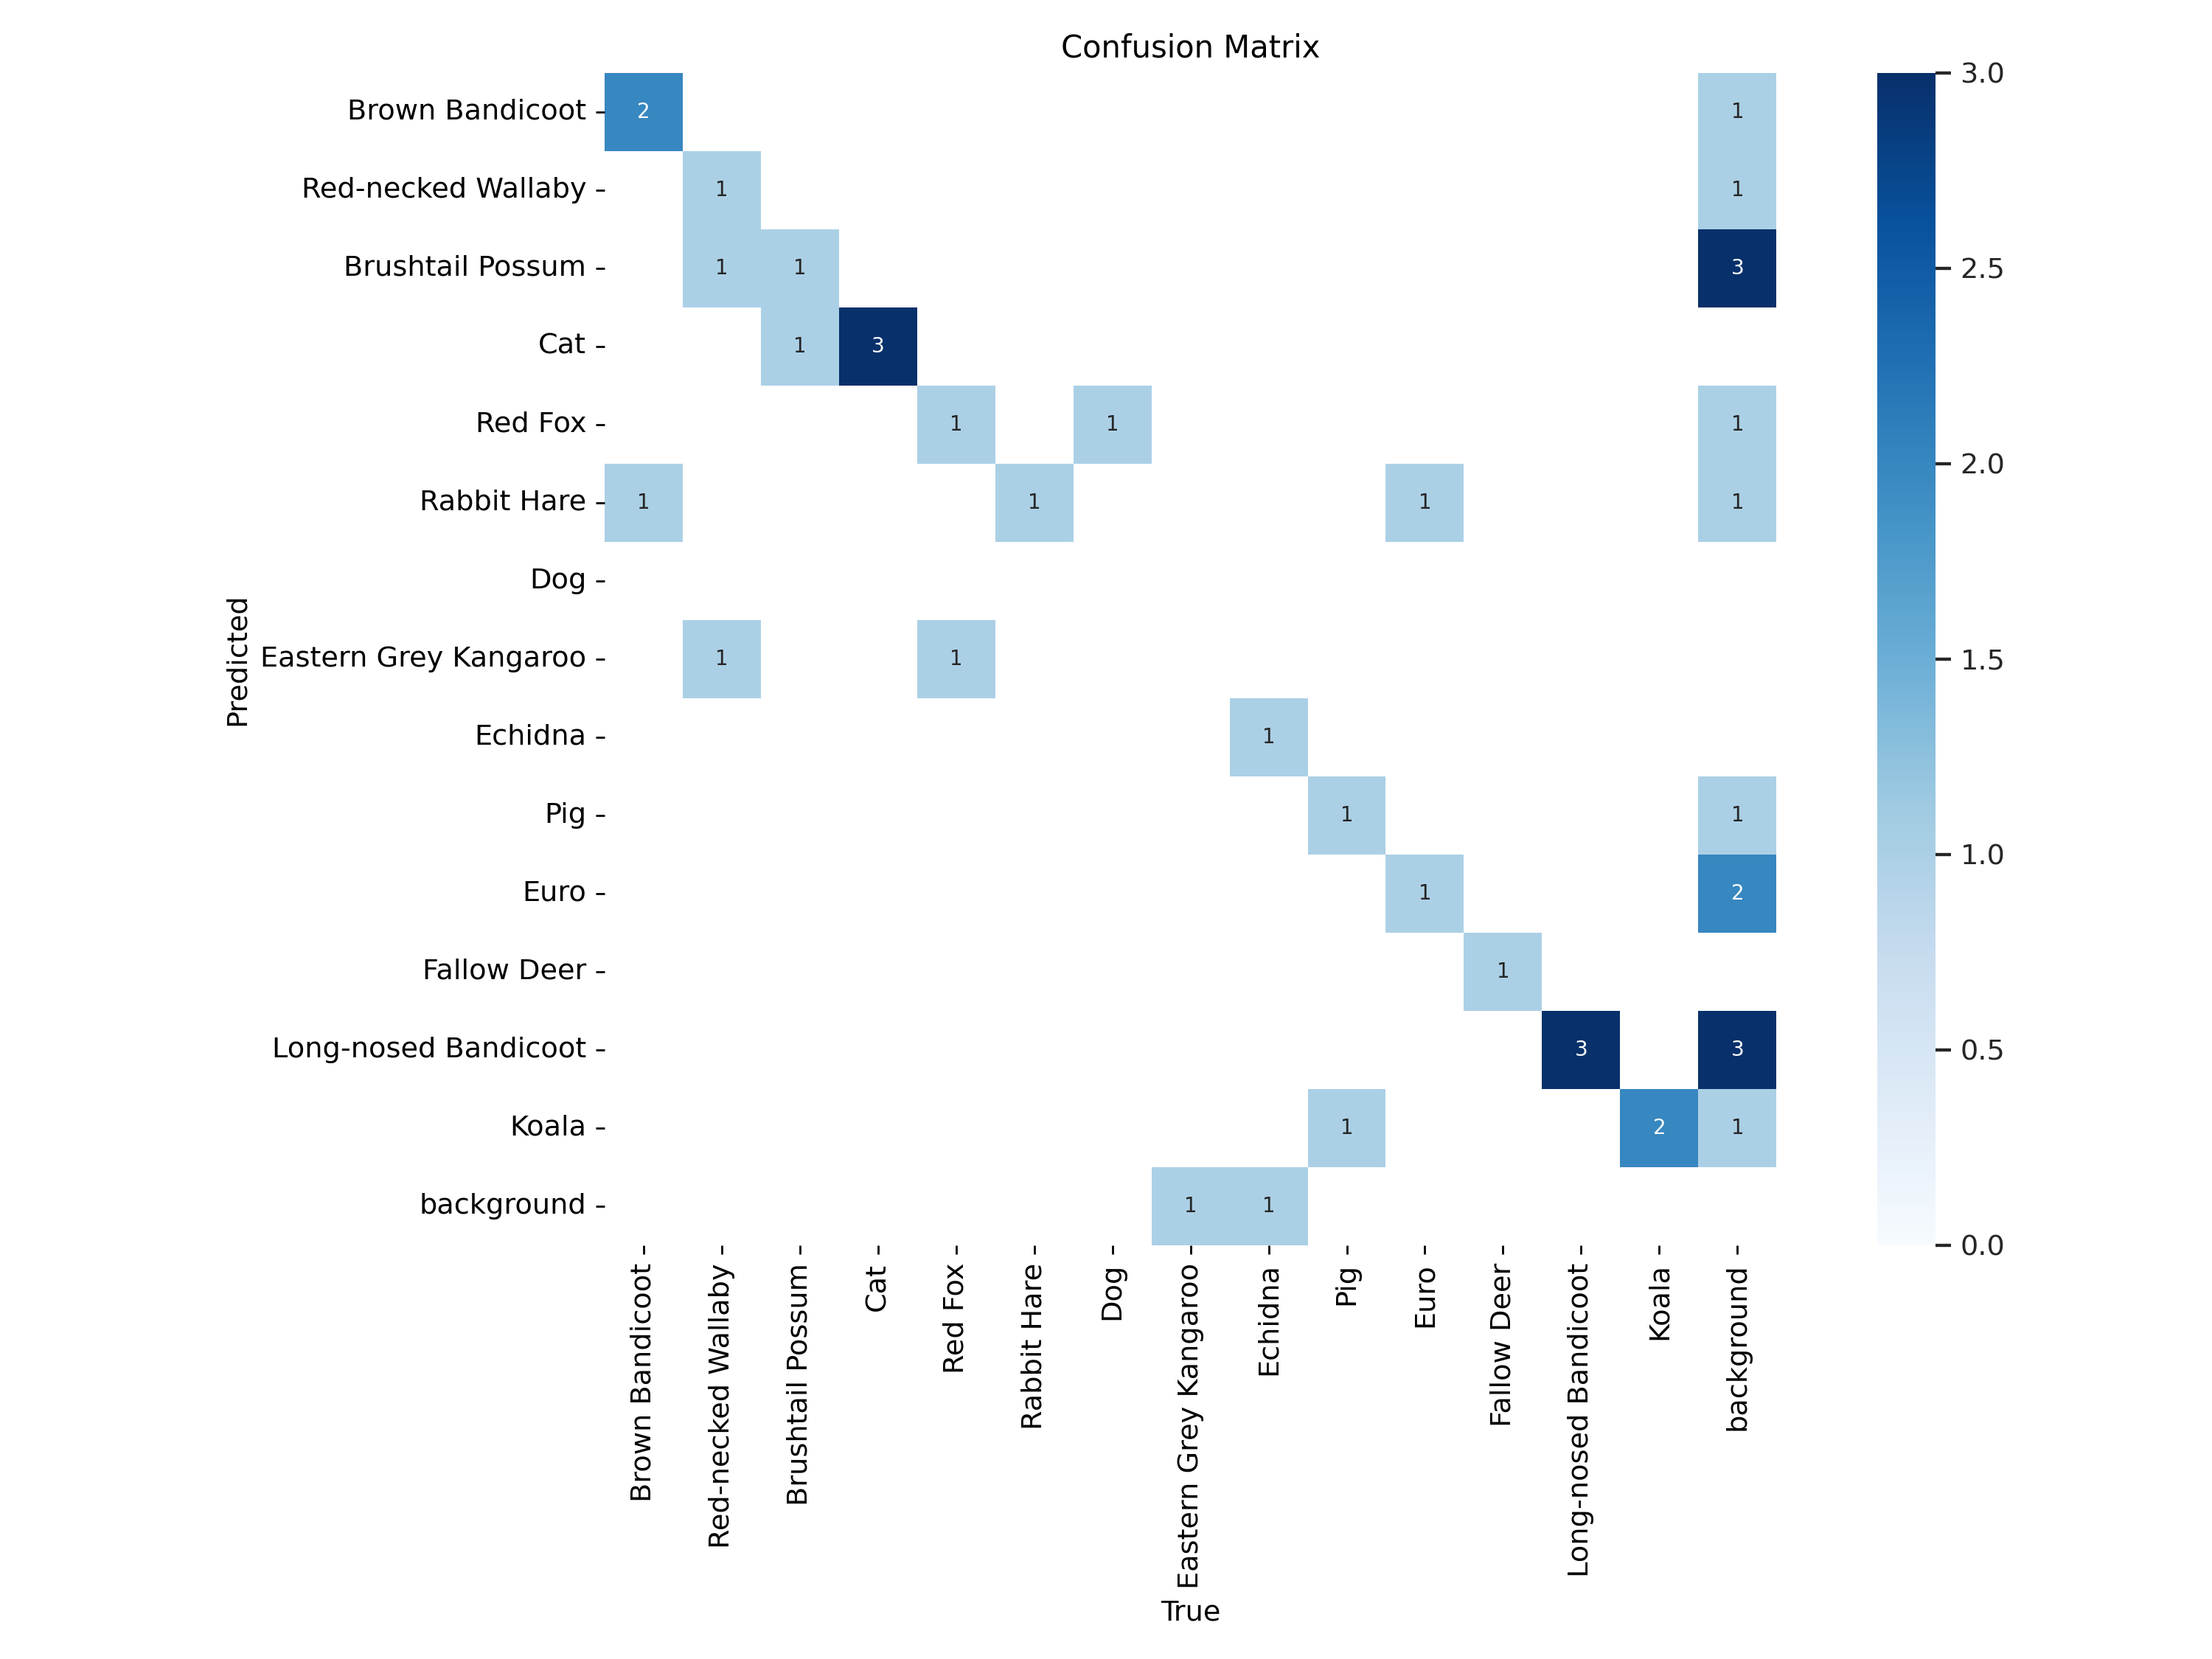 Confusion Matrix
Brown Bandicoot 2 1
Red-necked Wallaby 1 1
Brushtail Possum 1 1 3
Cat 1 3
Red Fox 1 1 1
Rabbit Hare 1 1 1 1
Dog
Eastern Grey Kangaroo 1 1
Echidna 1
Pig 1 1
Euro 1 2
Fallow Deer 1
Long-nosed Bandicoot 3 3
Koala 1 2 1
background 1 1
Predicted
Brown Bandicoot
Red-necked Wallaby
Brushtail Possum
Cat
Red Fox
Rabbit Hare
Dog
Eastern Grey Kangaroo
Echidna
Pig
Euro
Fallow Deer
Long-nosed Bandicoot
Koala
background
True
3.0
2.5
2.0
1.5
1.0
0.5
0.0